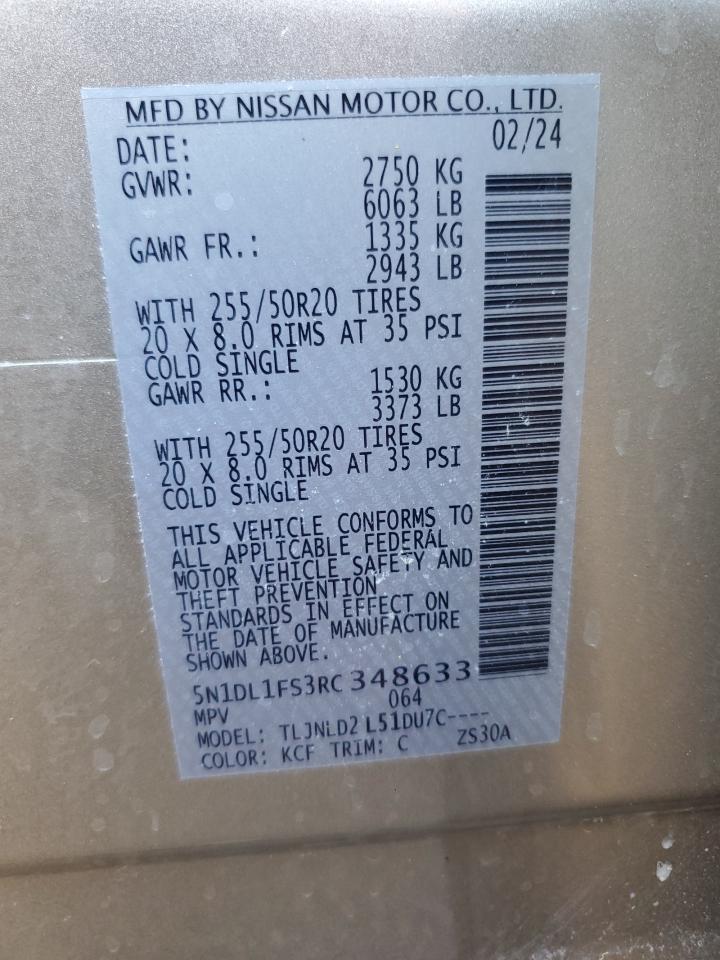 MFD BY NISSAN MOTOR CO., LTD.
DATE: 02/24
GVWR: 2750 KG
6063 LB
GAWR FR.: 1335 KG
2943 LB
WITH 255/50R20 TIRES
20 X 8.0 RIMS AT 35 PSI
COLD SINGLE
GAWR RR.: 1530 KG
3373 LB
WITH 255/50R20 TIRES
20 X 8.0 RIMS AT 35 PSI
COLD SINGLE
THIS VEHICLE CONFORMS TO
ALL APPLICABLE FEDERAL
MOTOR VEHICLE SAFETY AND
THEFT PREVENTION
STANDARDS IN EFFECT ON
THE DATE OF MANUFACTURE
SHOWN ABOVE.
5N1DL1FS3RC348633
MPV 064
MODEL: TLJNLD2 L51DU7C----
COLOR: KCF TRIM: C ZS30A